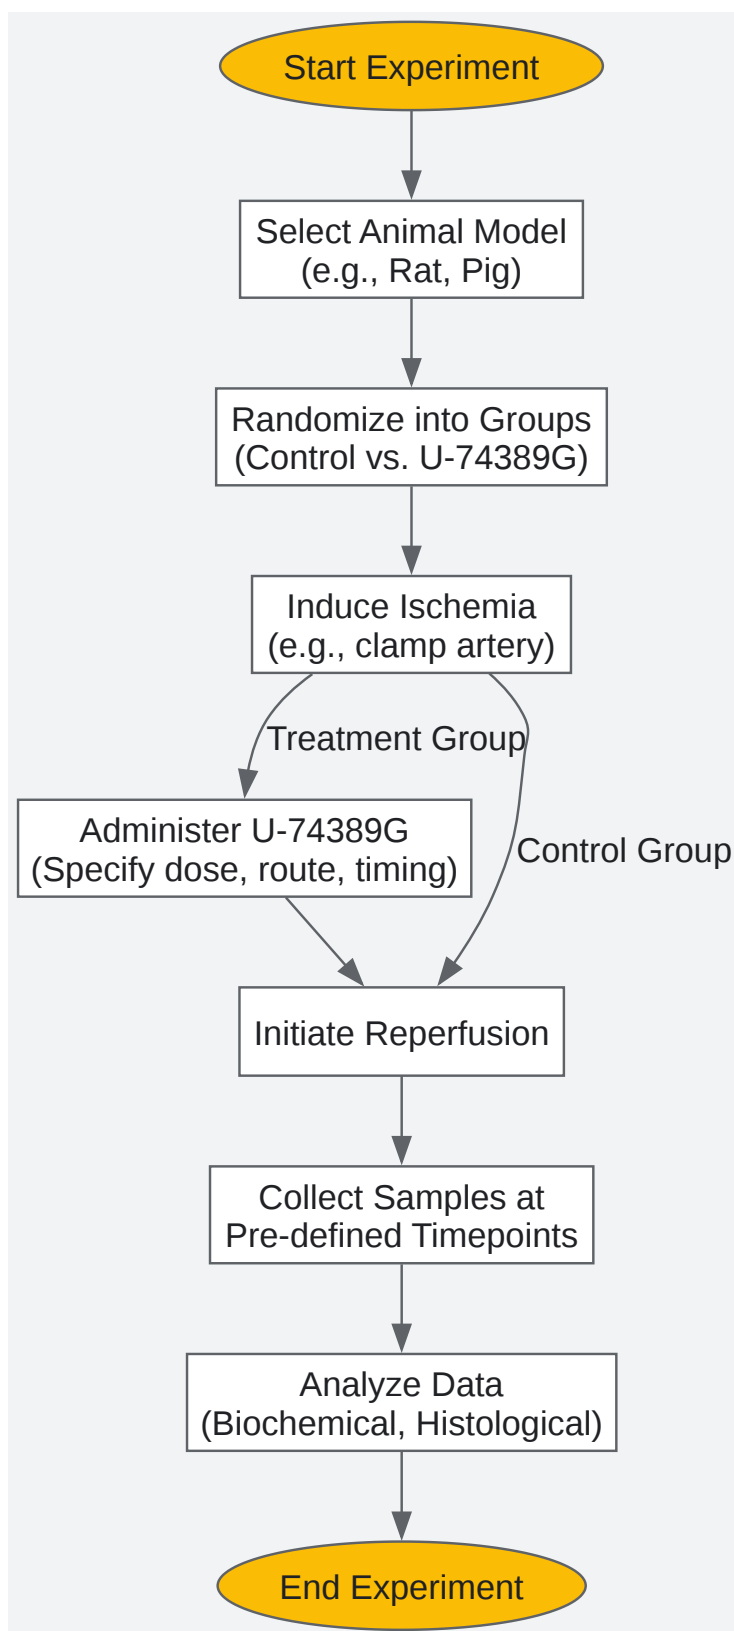 Start Experiment
Select Animal Model
(e.g., Rat, Pig)
Randomize into Groups
(Control vs. U-74389G)
Induce Ischemia
(e.g., clamp artery)
Treatment Group
Administer U-74389G
(Specify dose, route, timing)
Control Group
Initiate Reperfusion
Collect Samples at
Pre-defined Timepoints
Analyze Data
(Biochemical, Histological)
End Experiment